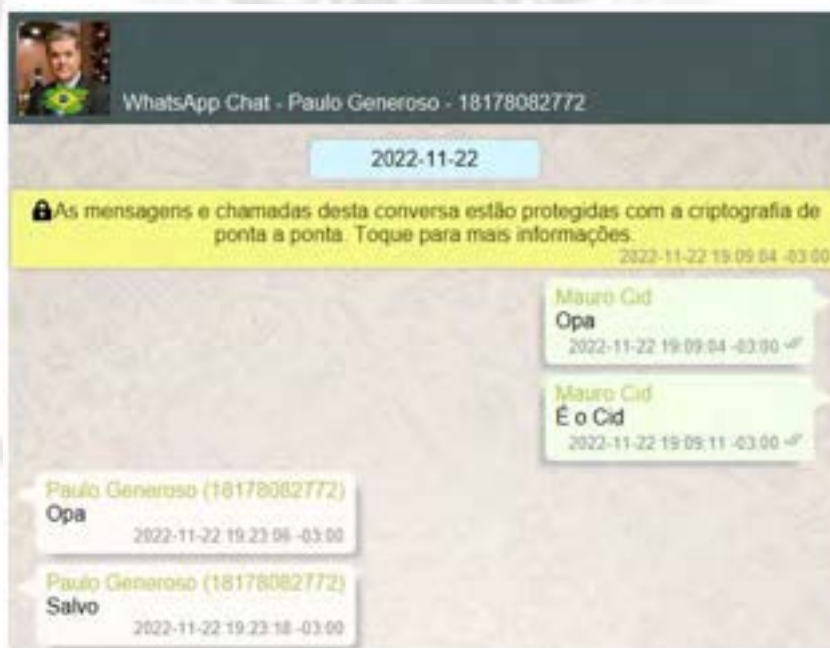 WhatsApp Chat - Paulo Generoso - 18178082772
2022-11-22
As mensagens e chamadas desta conversa estão protegidas com a criptografia de
ponta a ponta. Toque para mais informações.
2022-11-22 19:09:04 -03:00
Mauro Cid
Opa
2022-11-22 19:09:04 -03:00
Mauro Cid
É o Cid
2022-11-22 19:09:11 -03:00
Paulo Generoso (18178082772)
Opa
2022-11-22 19:23:06 -03:00
Paulo Generoso (18178082772)
Salvo
2022-11-22 19:23:18 -03:00